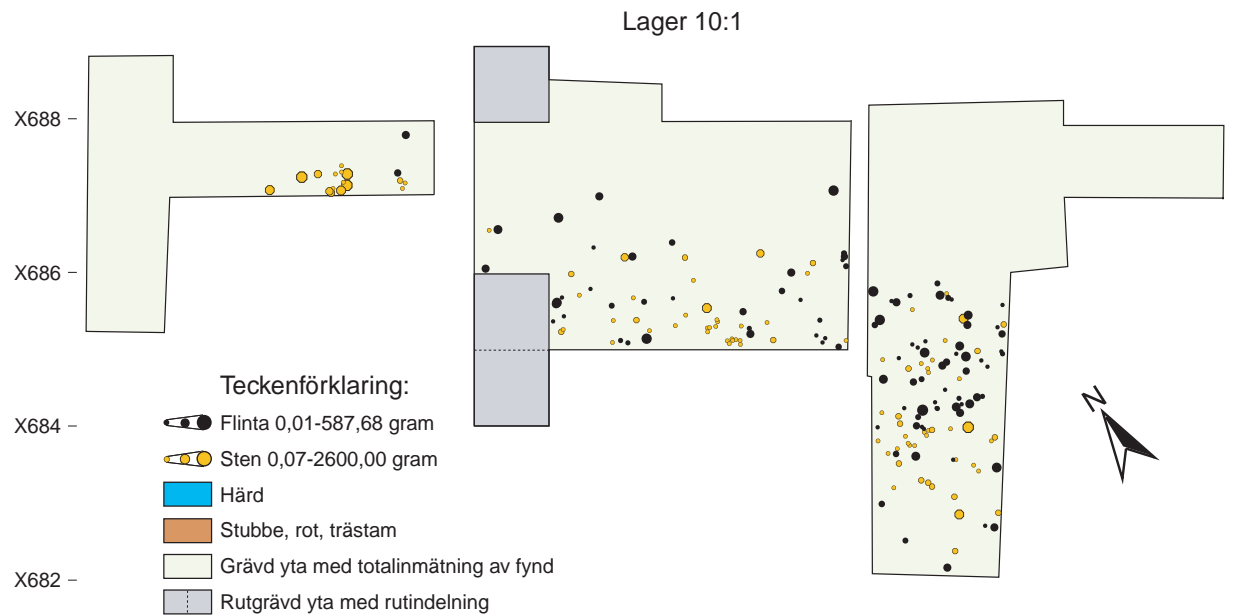 Lager 10:1
X688
X686
X684
X682
Teckenförklaring:
Flinta 0,01-587,68 gram
Sten 0,07-2600,00 gram
Härd
Stubbe, rot, trästam
Grävd yta med totalinmätning av fynd
Rutgrävd yta med rutindelning
N